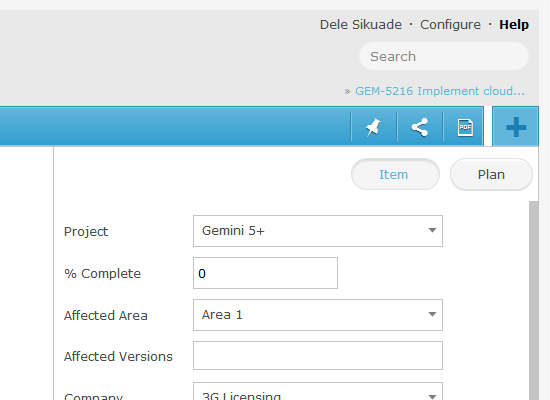 Dele Sikuade · Configure · Help
Search
» GEM-5216 Implement cloud...
PDF
Item Plan
Project Gemini 5+
% Complete 0
Affected Area Area 1
Affected Versions
Company 3G Licensing